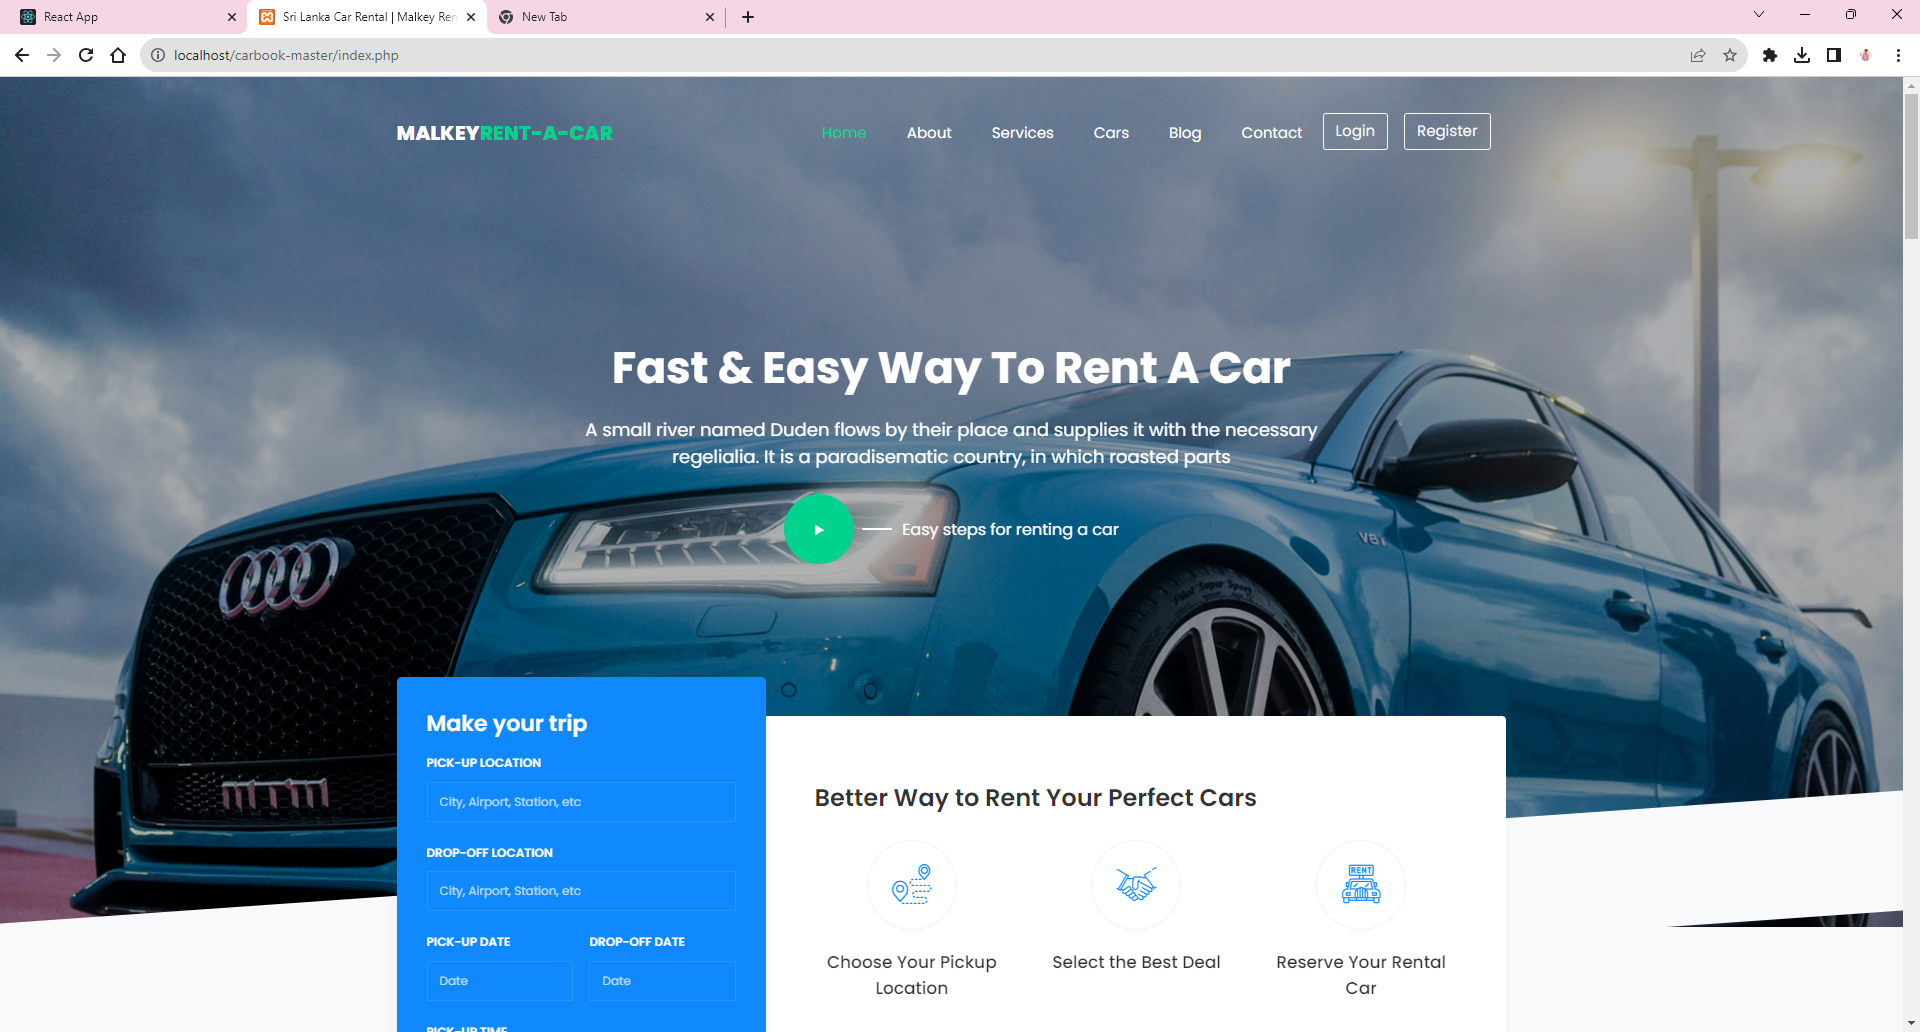 React App
Sri Lanka Car Rental | Malkey Ren
New Tab
localhost/carbook-master/index.php
MALKEYRENT-A-CAR
Home
About
Services
Cars
Blog
Contact
Login
Register
Fast & Easy Way To Rent A Car
A small river named Duden flows by their place and supplies it with the necessary
regelialia. It is a paradisematic country, in which roasted parts
Easy steps for renting a car
Make your trip
PICK-UP LOCATION
City, Airport, Station, etc
DROP-OFF LOCATION
City, Airport, Station, etc
PICK-UP DATE
DROP-OFF DATE
Date
Date
PICK-UP TIME
Better Way to Rent Your Perfect Cars
RENT
Choose Your Pickup
Location
Select the Best Deal
Reserve Your Rental
Car